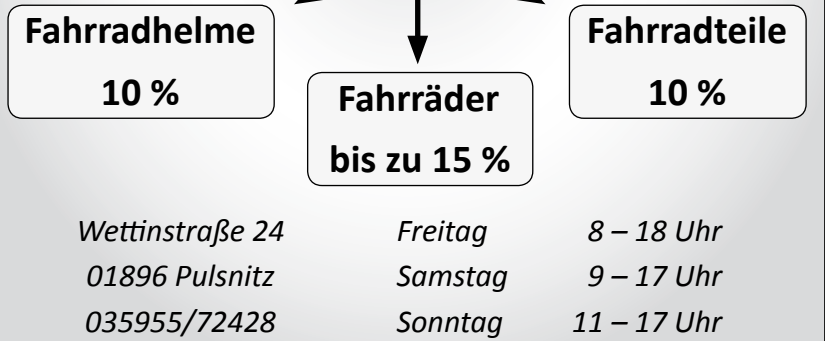 Fahrradhelme
10 %
Fahrräder
bis zu 15 %
Fahrradteile
10 %
Wettinstraße 24 Freitag 8 – 18 Uhr
01896 Pulsnitz Samstag 9 – 17 Uhr
035955/72428 Sonntag 11 – 17 Uhr